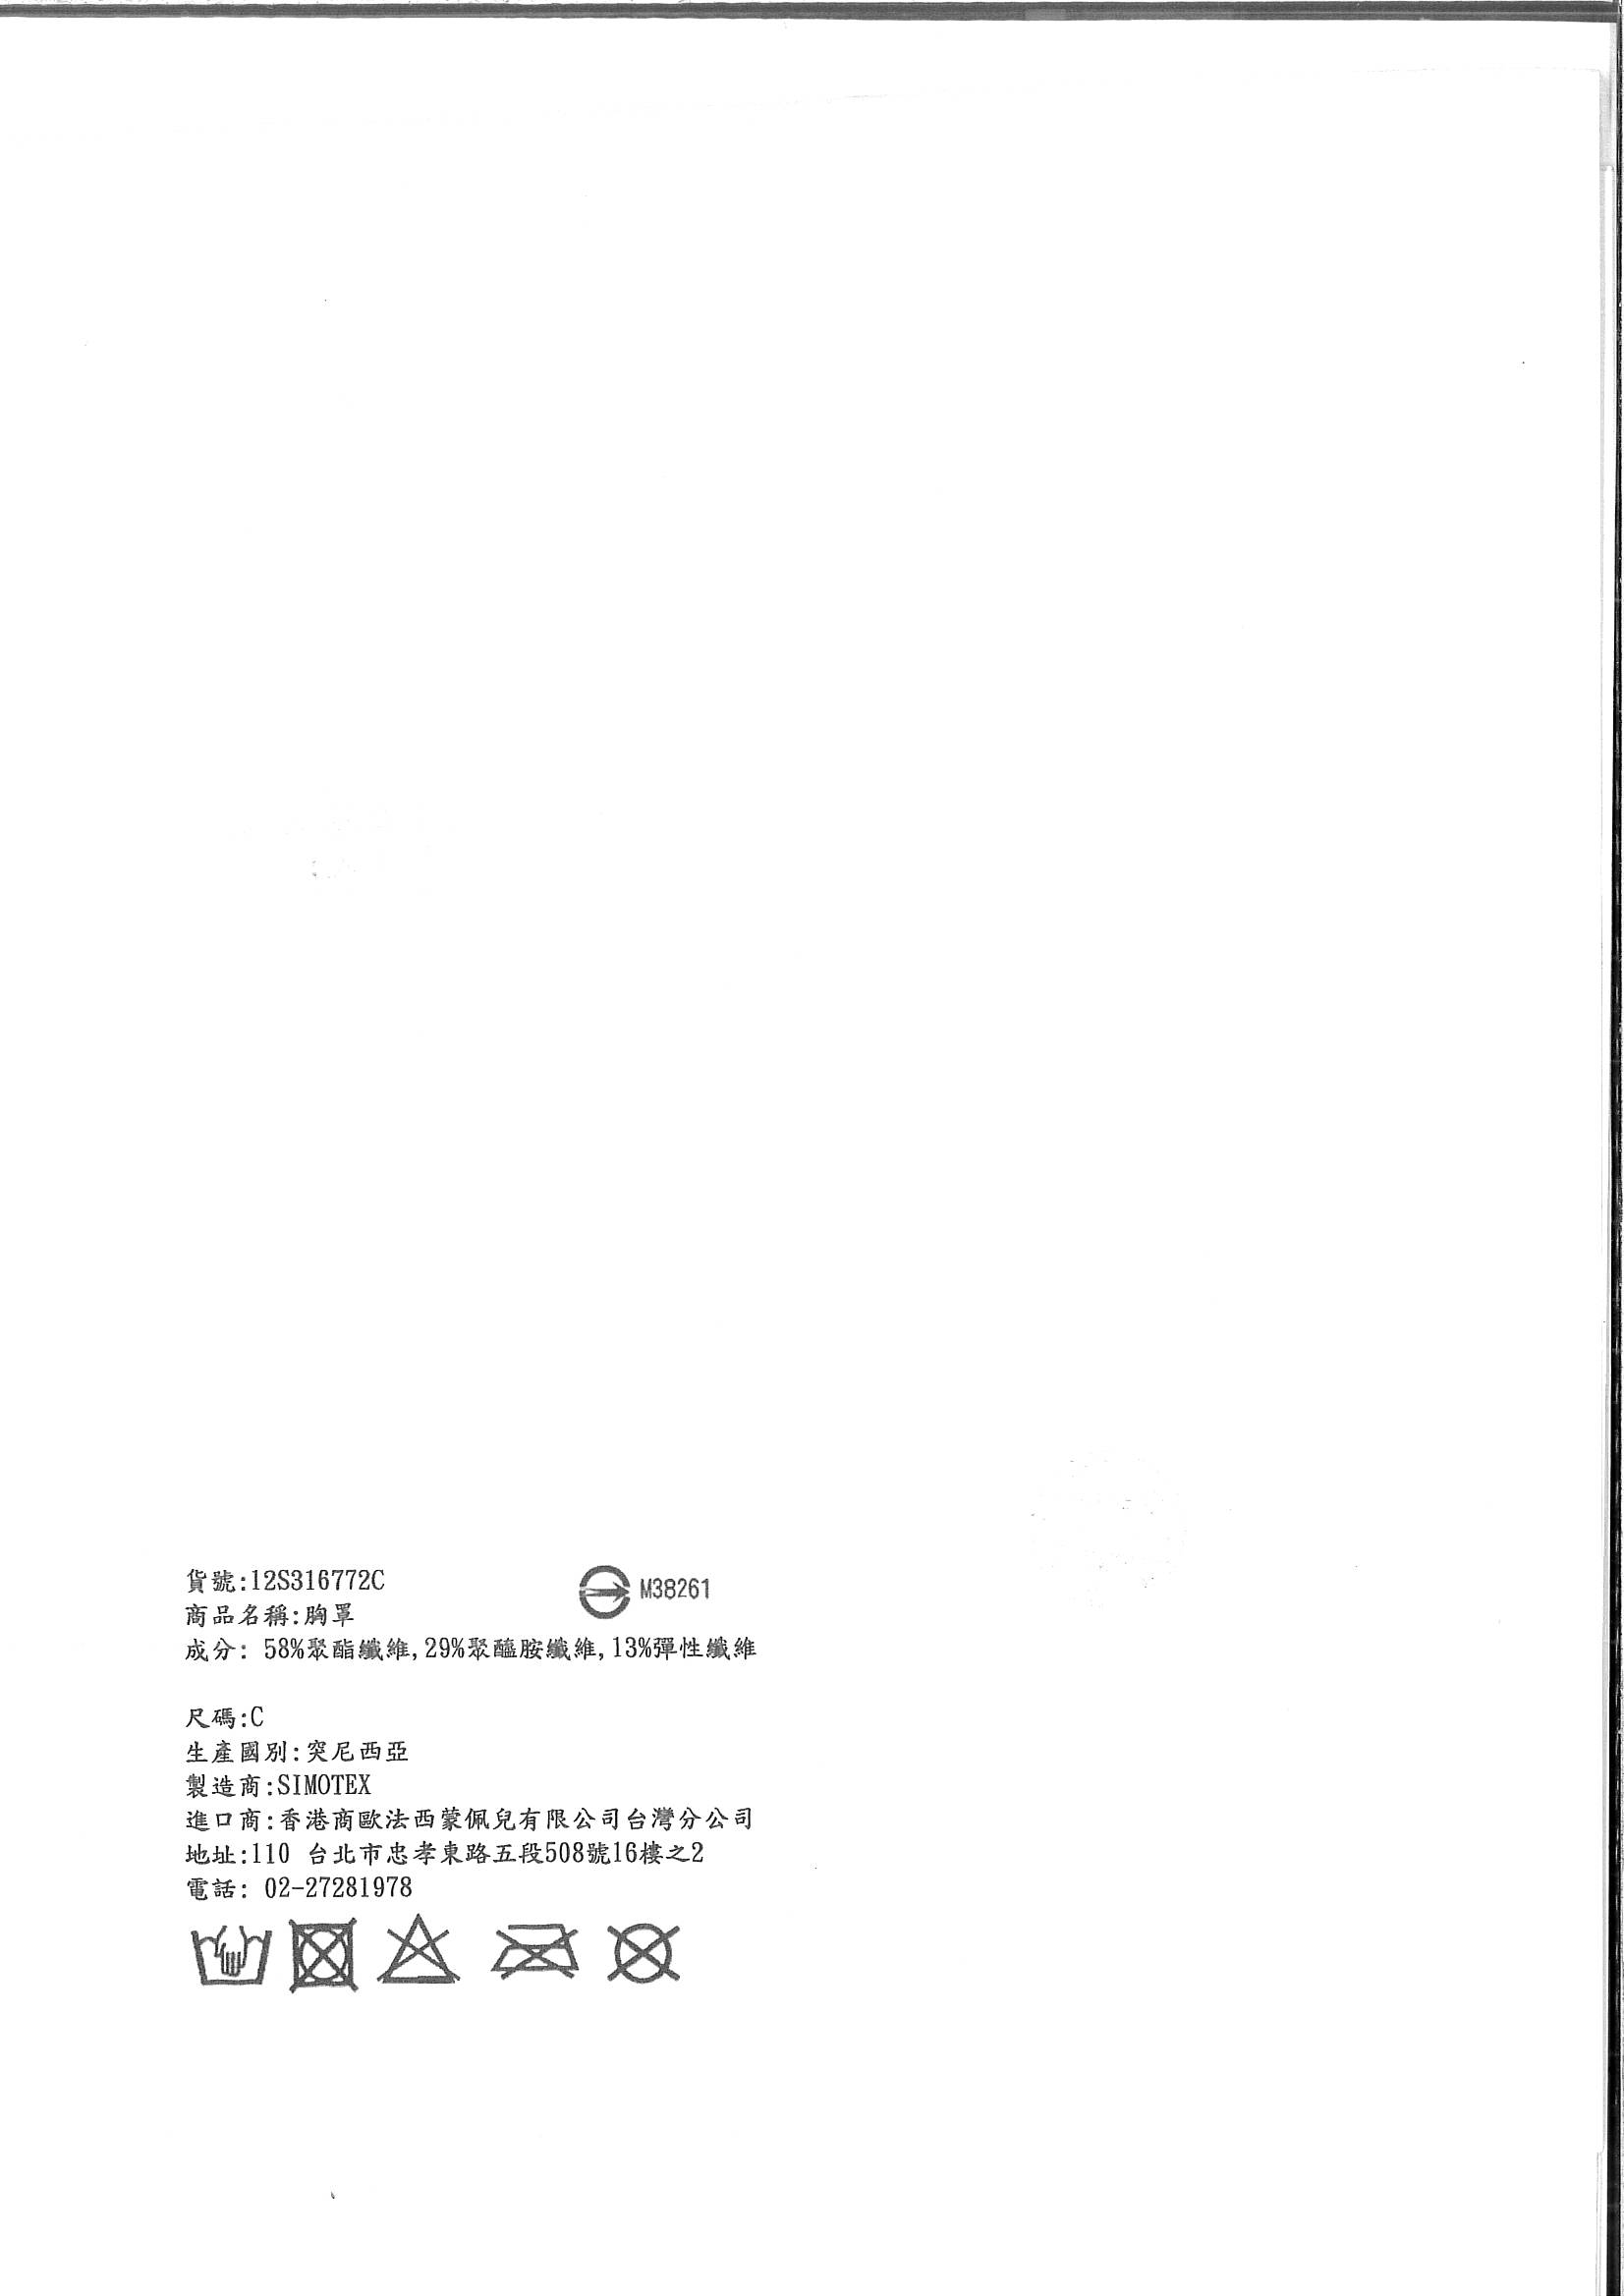 貨號:12S316772C
M38261
商品名稱:胸罩
成分: 58%聚酯纖維,29%聚醯胺纖維,13%彈性纖維
尺碼:C
生產國別:突尼西亞
製造商:SIMOTEX
進口商:香港商歐法西蒙佩兒有限公司台灣分公司
地址:110 台北市忠孝東路五段508號16樓之2
電話: 02-27281978